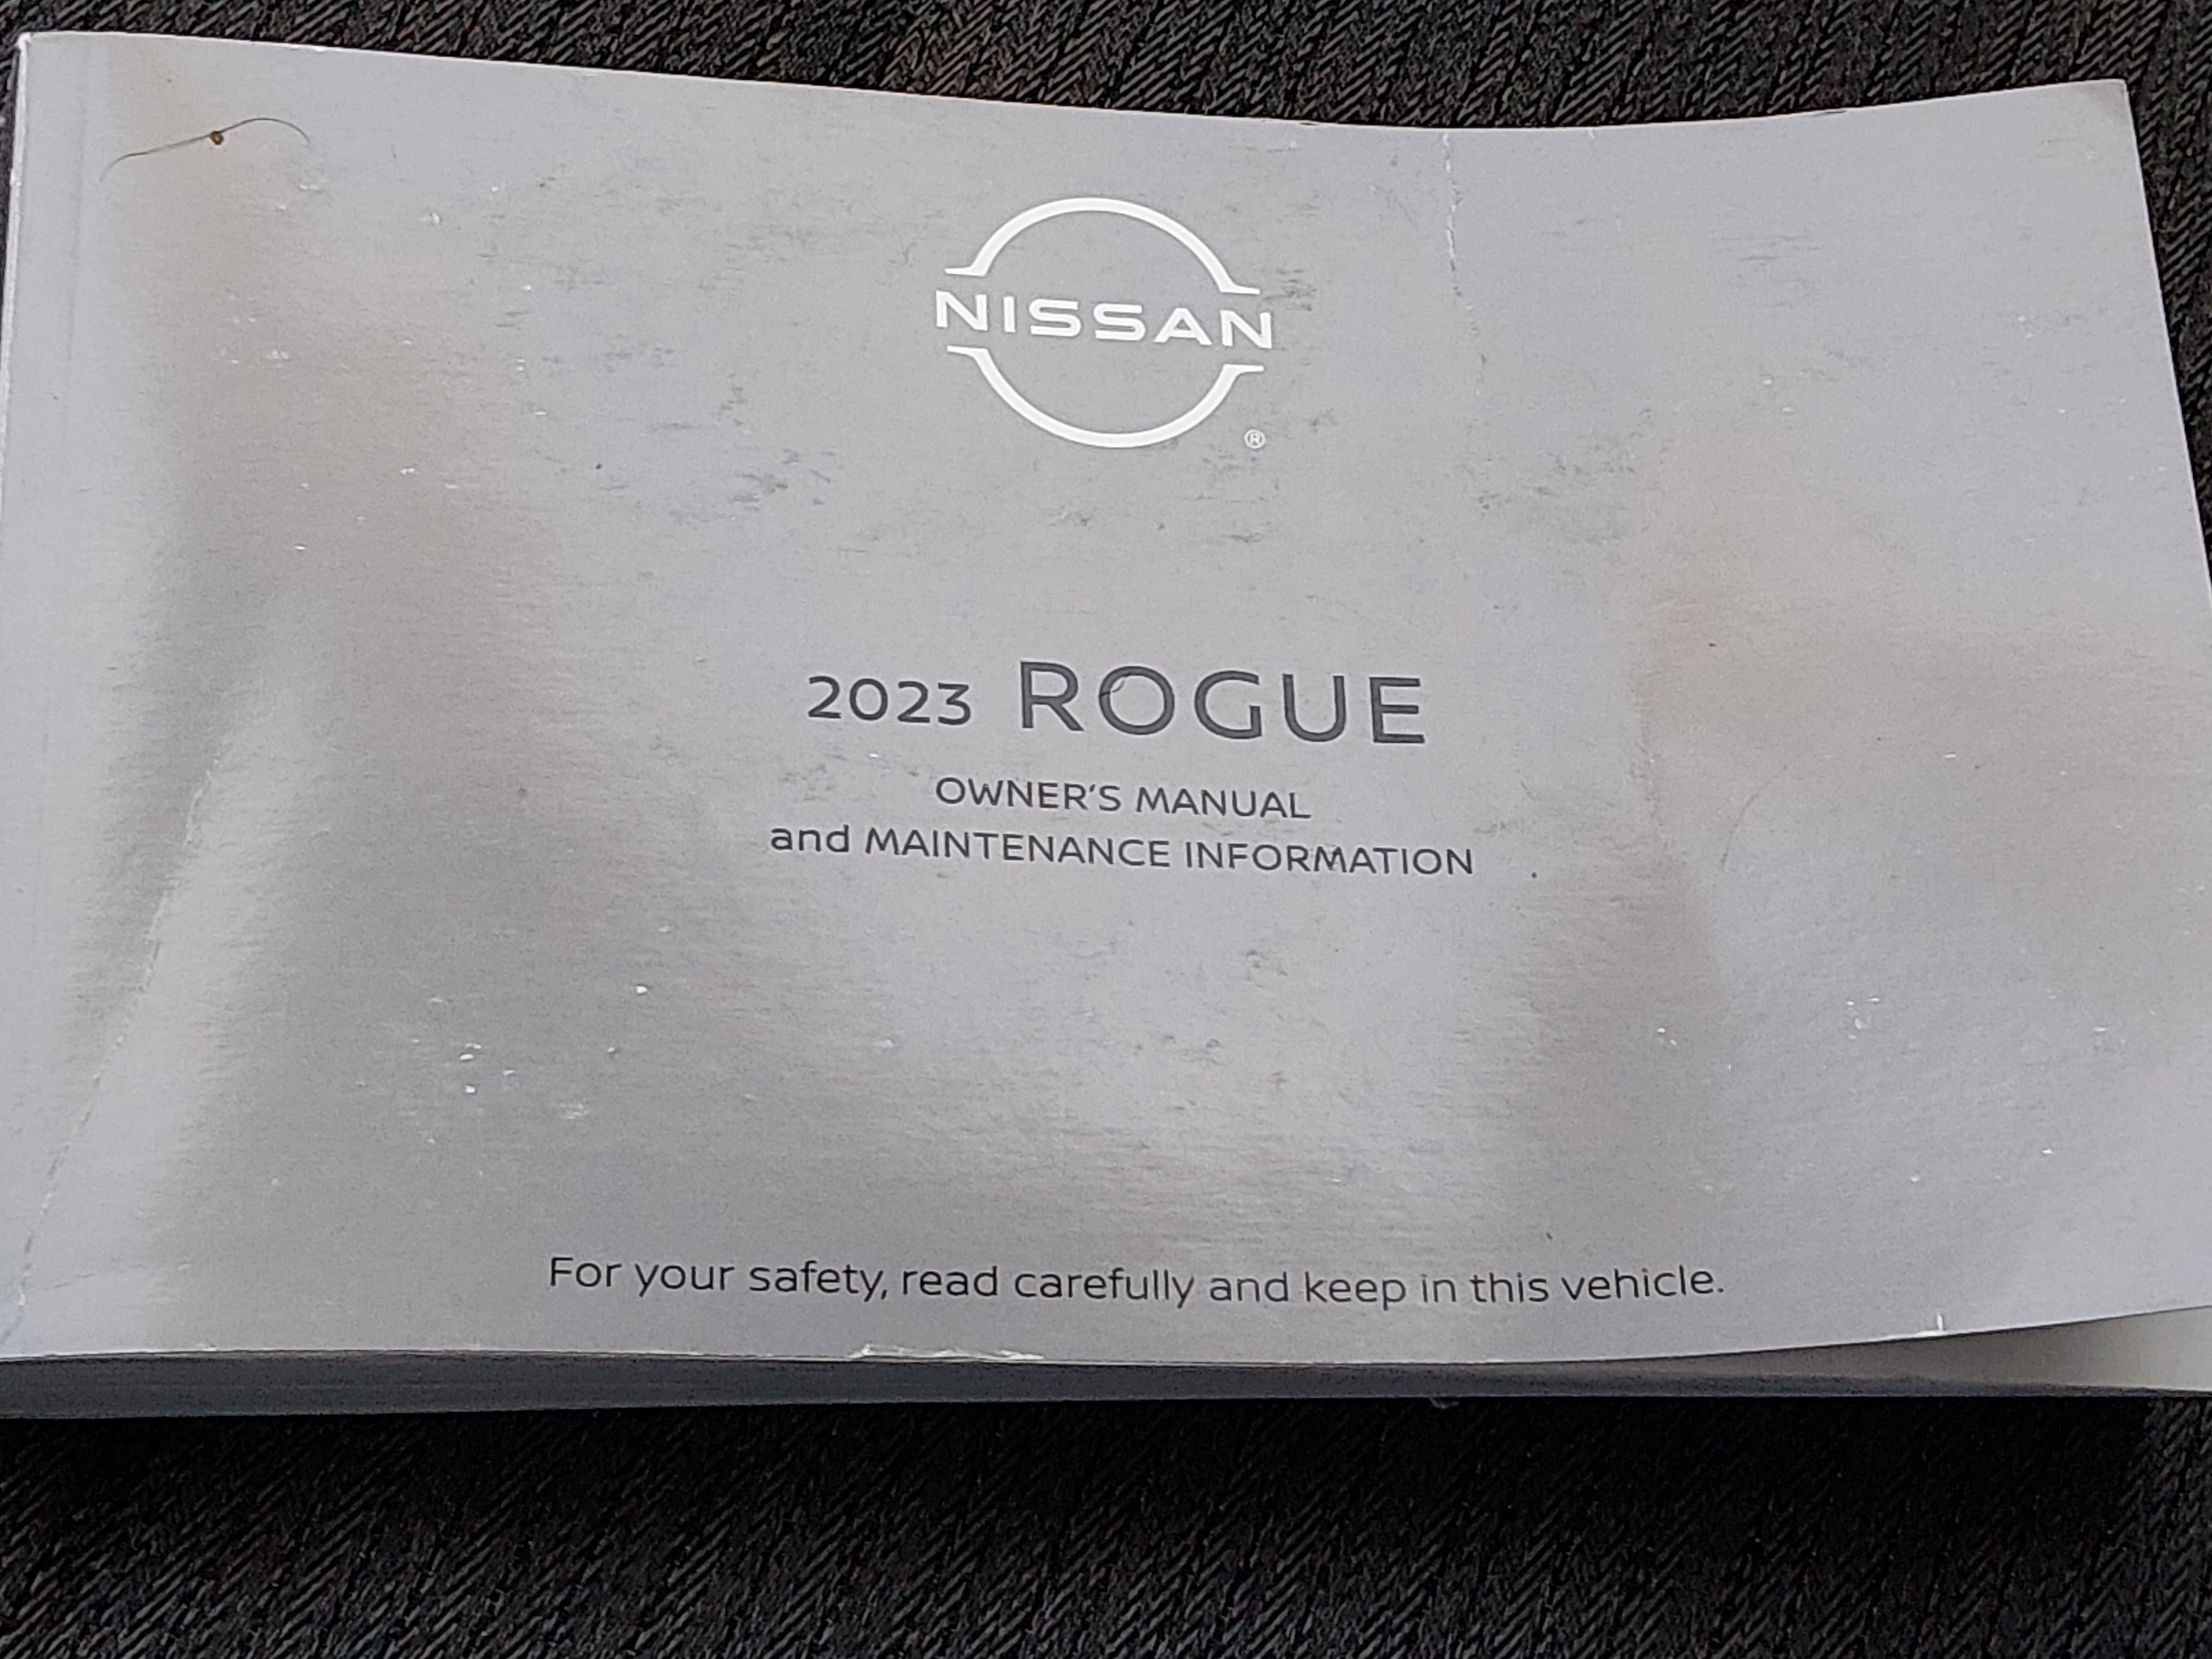 NISSAN
®
2023 ROGUE
OWNER'S MANUAL
and MAINTENANCE INFORMATION
For your safety, read carefully and keep in this vehicle.